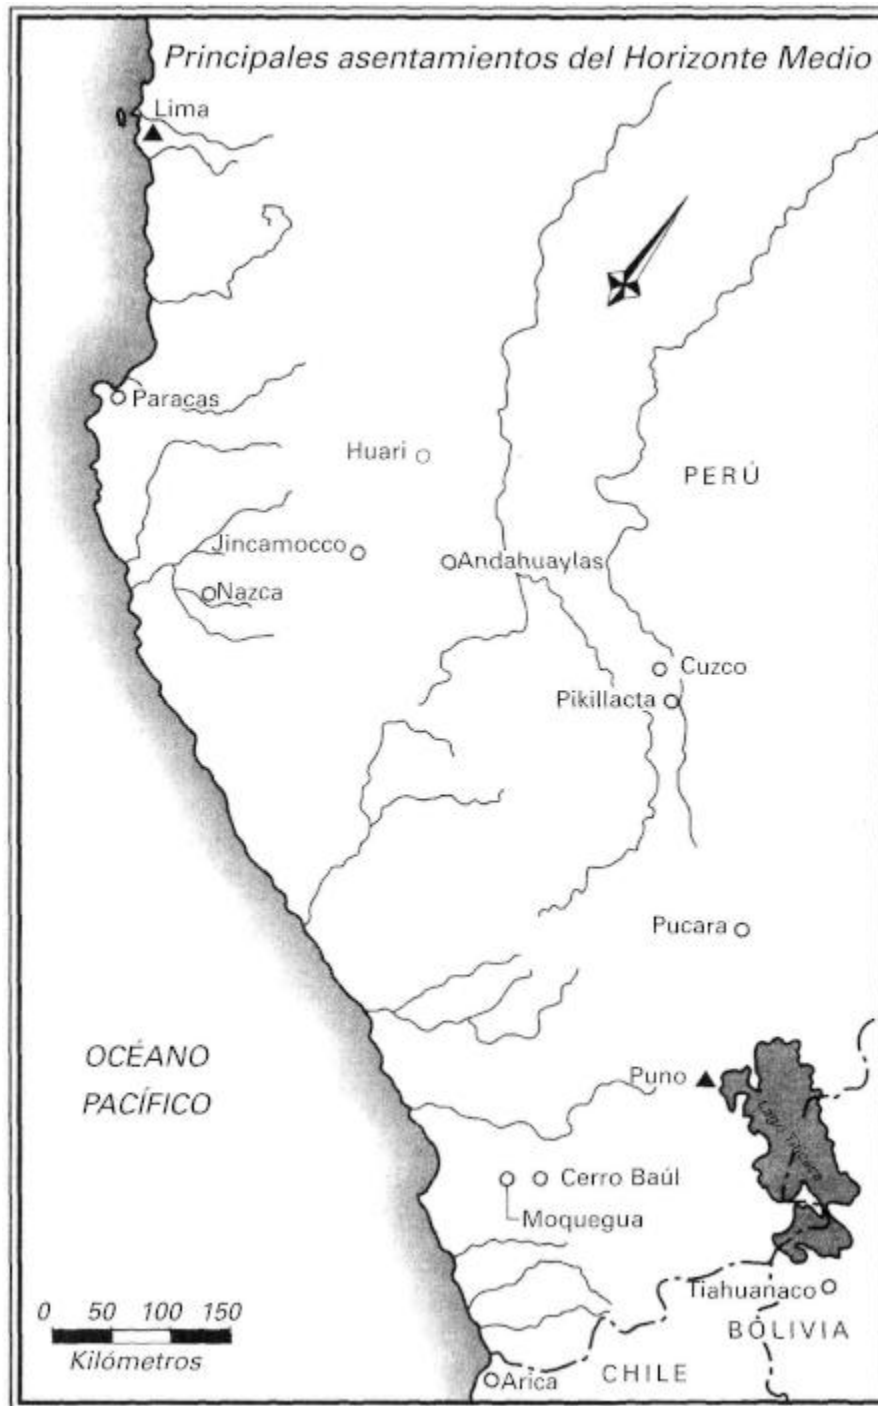 Principales asentamientos del Horizonte Medio
Lima
Paracas
Huari
PERÚ
Jincamocco
Andahuaylas
Nazca
Cuzco
Pikillacta
Pucara
OCÉANO
PACÍFICO
Puno
Lago Titicaca
Cerro Baúl
Moquegua
Tiahuanaco
0 50 100 150
Kilómetros
BOLIVIA
CHILE
Arica